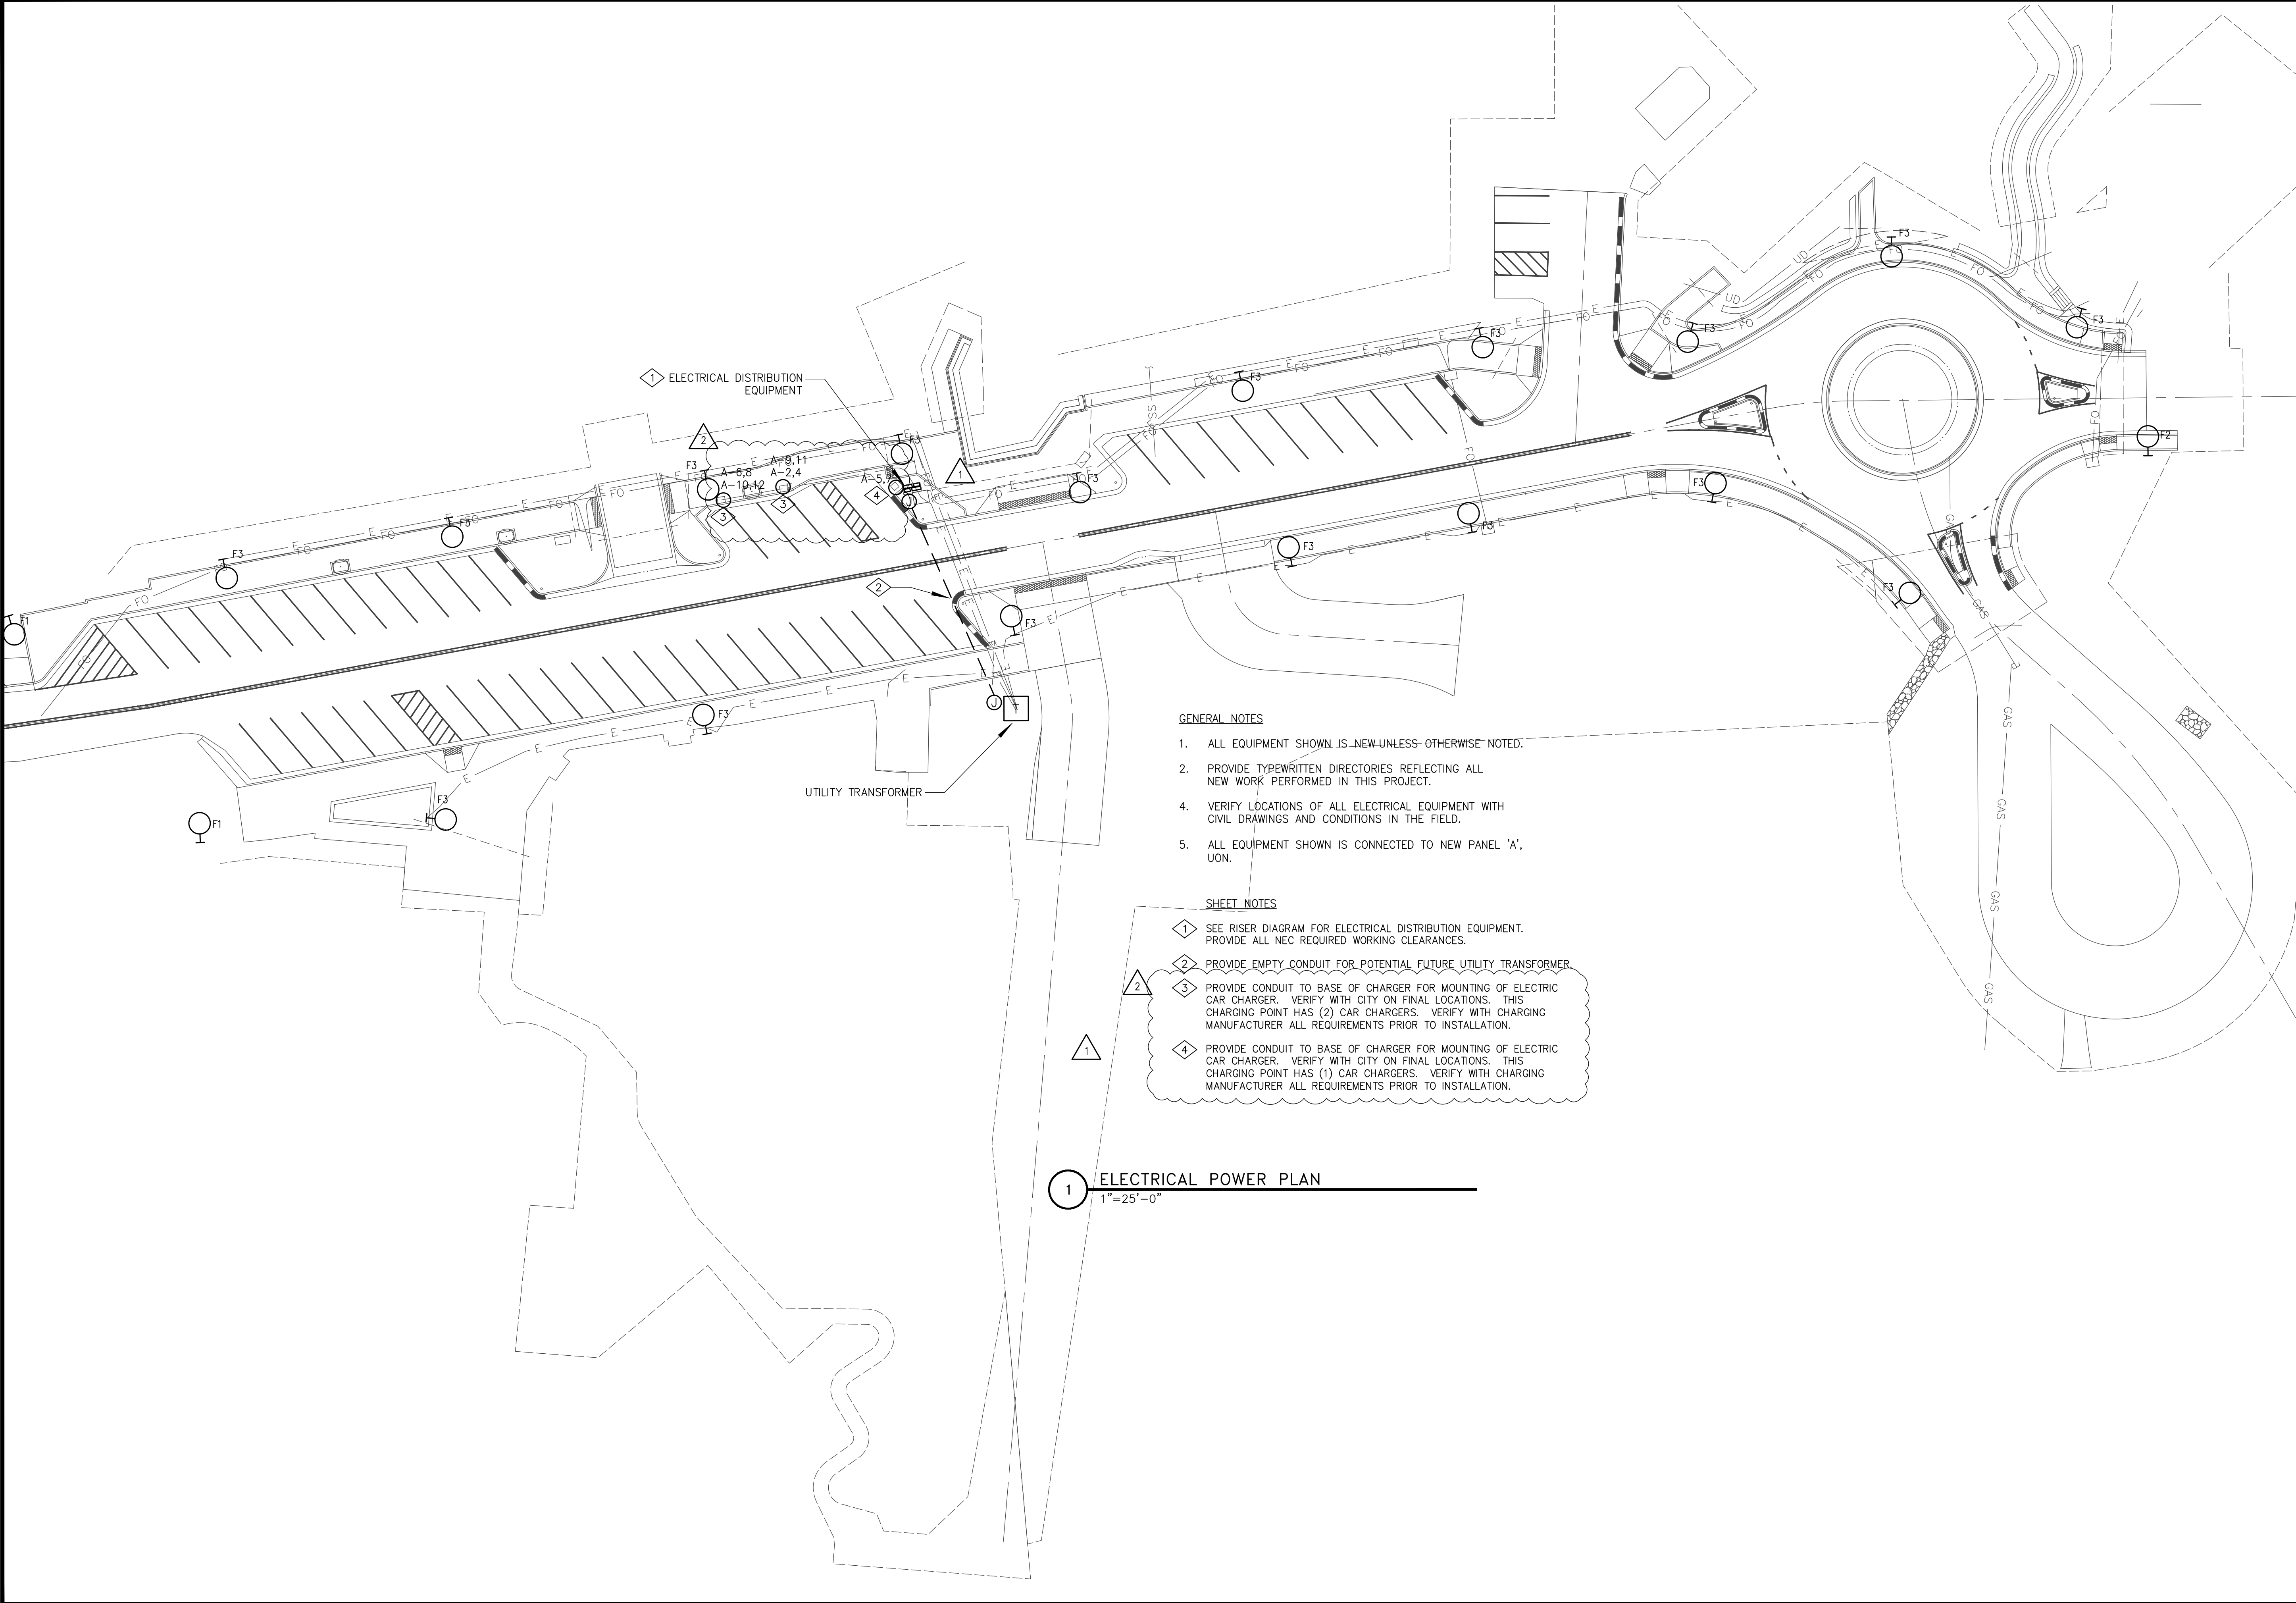 1 ELECTRICAL DISTRIBUTION
EQUIPMENT
2
F3
A-6,8
A-10,12
A-9,11
A-2,4
A-5,7
3
3
4
1
J
F3
F3
F3
F3
F3
F3
F3
F3
F2
F1
F3
F3
2
F3
F3
F3
F3
F3
F3
J
F3
F3
F1
UTILITY TRANSFORMER
E
FO
UD
SS
GAS
GENERAL NOTES
1. ALL EQUIPMENT SHOWN IS NEW UNLESS OTHERWISE NOTED.
2. PROVIDE TYPEWRITTEN DIRECTORIES REFLECTING ALL
NEW WORK PERFORMED IN THIS PROJECT.
4. VERIFY LOCATIONS OF ALL ELECTRICAL EQUIPMENT WITH
CIVIL DRAWINGS AND CONDITIONS IN THE FIELD.
5. ALL EQUIPMENT SHOWN IS CONNECTED TO NEW PANEL 'A',
UON.
SHEET NOTES
1 SEE RISER DIAGRAM FOR ELECTRICAL DISTRIBUTION EQUIPMENT.
PROVIDE ALL NEC REQUIRED WORKING CLEARANCES.
2 PROVIDE EMPTY CONDUIT FOR POTENTIAL FUTURE UTILITY TRANSFORMER.
2
3 PROVIDE CONDUIT TO BASE OF CHARGER FOR MOUNTING OF ELECTRIC
CAR CHARGER. VERIFY WITH CITY ON FINAL LOCATIONS. THIS
CHARGING POINT HAS (2) CAR CHARGERS. VERIFY WITH CHARGING
MANUFACTURER ALL REQUIREMENTS PRIOR TO INSTALLATION.
1
4 PROVIDE CONDUIT TO BASE OF CHARGER FOR MOUNTING OF ELECTRIC
CAR CHARGER. VERIFY WITH CITY ON FINAL LOCATIONS. THIS
CHARGING POINT HAS (1) CAR CHARGERS. VERIFY WITH CHARGING
MANUFACTURER ALL REQUIREMENTS PRIOR TO INSTALLATION.
1 ELECTRICAL POWER PLAN
1"=25'-0"